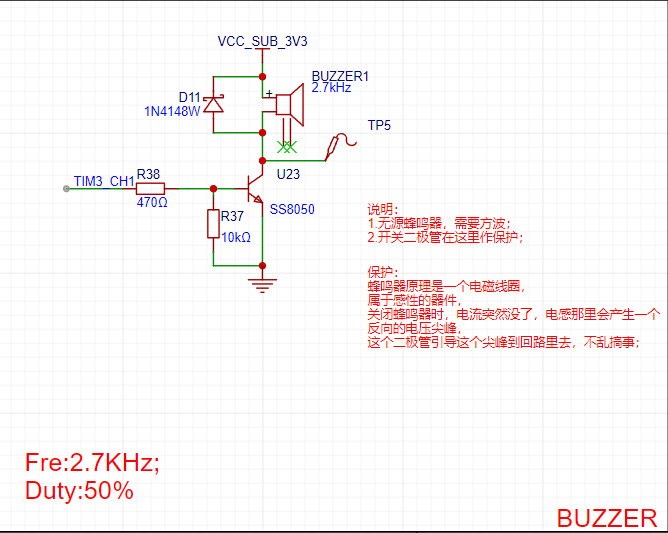 VCC_SUB_3V3
BUZZER1
2.7kHz
+
D11
1N4148W
TP5
TIM3_CH1
R38
470Ω
U23
SS8050
R37
10kΩ
说明：
1.无源蜂鸣器，需要方波；
2.开关二极管在这里作保护；
保护：
蜂鸣器原理是一个电磁线圈，
属于感性的器件，
关闭蜂鸣器时，电流突然没了，电感那里会产生一个
反向的电压尖峰，
这个二极管引导这个尖峰到回路里去，不乱搞事；
Fre:2.7KHz;
Duty:50%
BUZZER